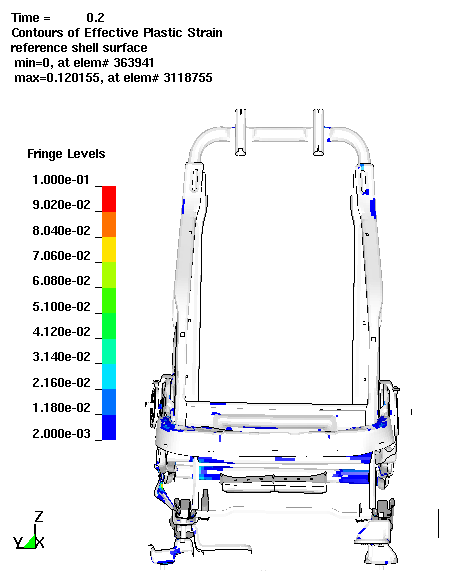 Time =          0.2
Contours of Effective Plastic Strain
reference shell surface
min=0, at elem# 363941
max=0.120155, at elem# 3118755
Fringe Levels
1.000e-01
9.020e-02
8.040e-02
7.060e-02
6.080e-02
5.100e-02
4.120e-02
3.140e-02
2.160e-02
1.180e-02
2.000e-03
Z
Y X